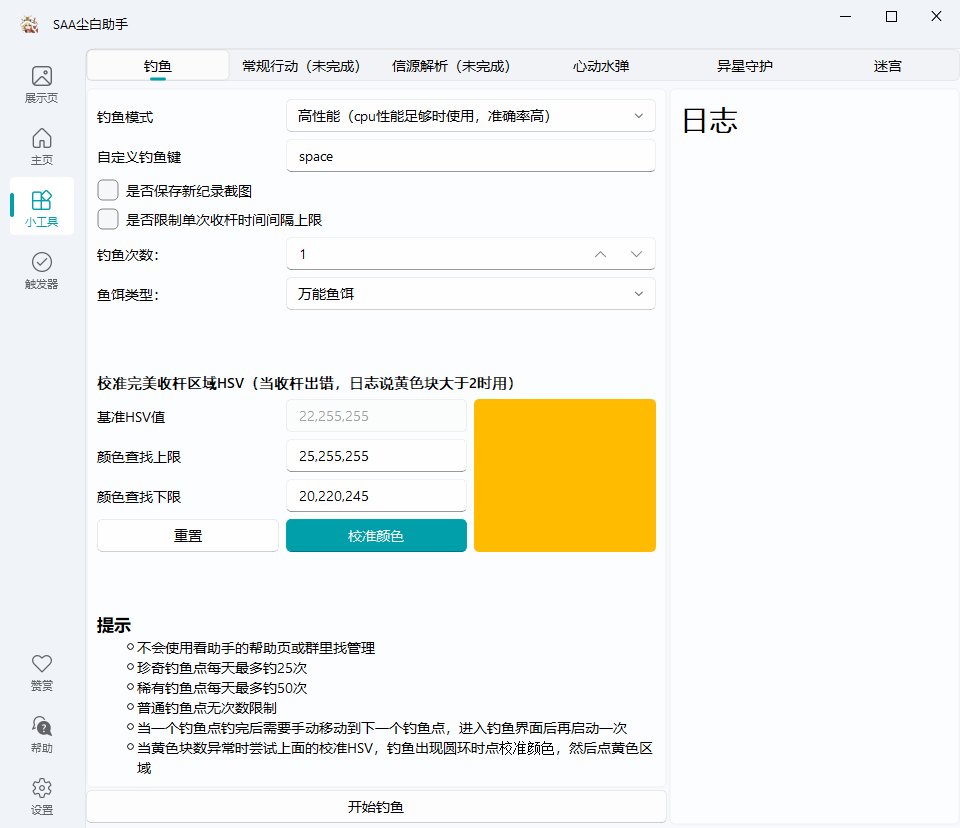 SAA尘白助手
展示页
主页
小工具
触发器
赞赏
帮助
设置
钓鱼
常规行动（未完成）
信源解析（未完成）
心动水弹
异星守护
迷宫
钓鱼模式
高性能（cpu性能足够时使用，准确率高）
自定义钓鱼键
space
是否保存新纪录截图
是否限制单次收杆时间间隔上限
钓鱼次数：
1
鱼饵类型：
万能鱼饵
校准完美收杆区域HSV（当收杆出错，日志说黄色块大于2时用）
基准HSV值
22,255,255
颜色查找上限
25,255,255
颜色查找下限
20,220,245
重置
校准颜色
提示
不会使用看助手的帮助页或群里找管理
珍奇钓鱼点每天最多钓25次
稀有钓鱼点每天最多钓50次
普通钓鱼点无次数限制
当一个钓鱼点钓完后需要手动移动到下一个钓鱼点，进入钓鱼界面后再启动一次
当黄色块数异常时尝试上面的校准HSV，钓鱼出现圆环时点校准颜色，然后点黄色区
域
开始钓鱼
日志